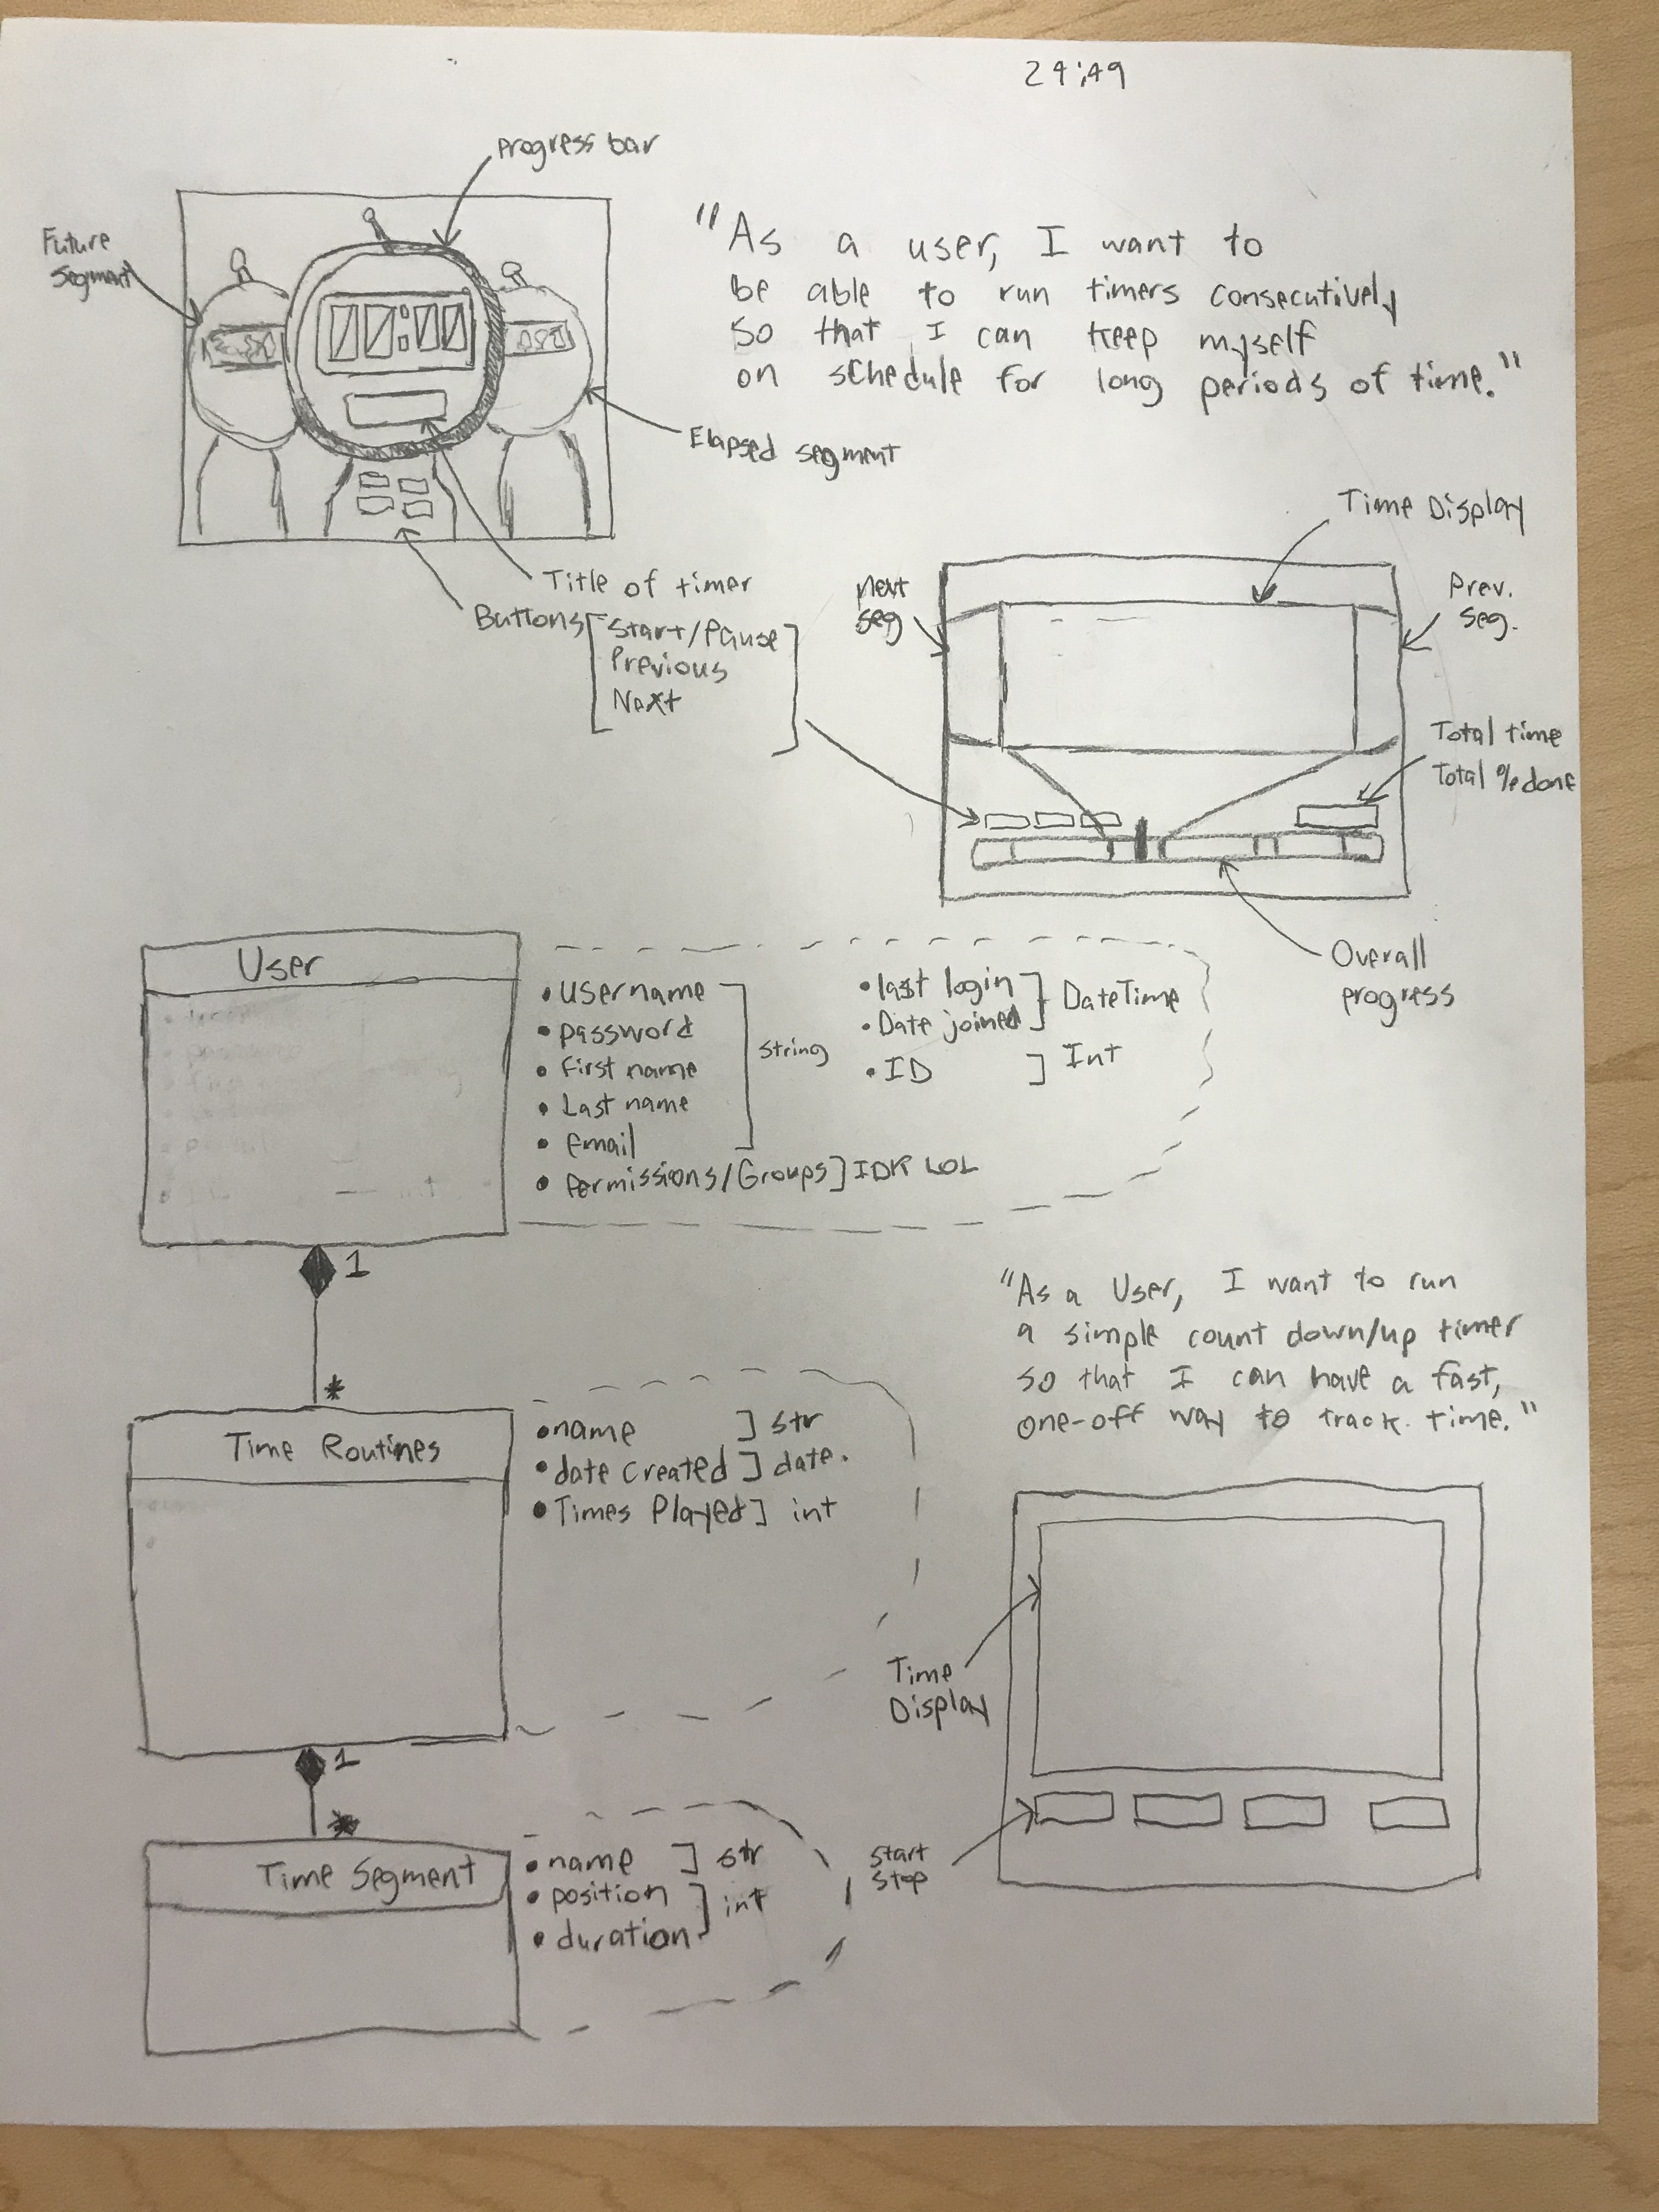 24:49
Progress bar
Future
Segment
00:00
"As a user, I want to
be able to run timers consecutively
so that I can keep myself
on schedule for long periods of time."
Elapsed segment
Title of timer
Buttons
Start/Pause
Previous
Next
Time Display
next
seg
Prev.
seg.
Total time
Total % done
Overall
progress
User
• username
• password
• first name
• Last name
• Email
string
• Permissions/Groups] IDK LOL
• last login
• Date joined
DateTime
• ID ] Int
1
*
Time Routines
• name ] str
• date created ] date.
• Times Played ] int
"As a User, I want to run
a simple count down/up timer
so that I can have a fast,
one-off way to track time."
Time
Display
Start
Stop
1
*
Time Segment
• name ] str
• position
• duration
int